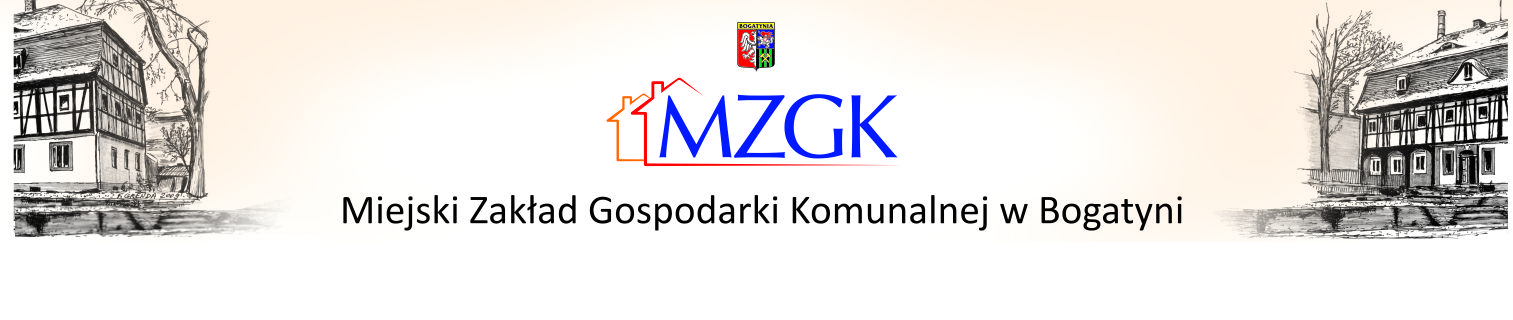 BOGATYNIA
MZGK
Miejski Zakład Gospodarki Komunalnej w Bogatyni